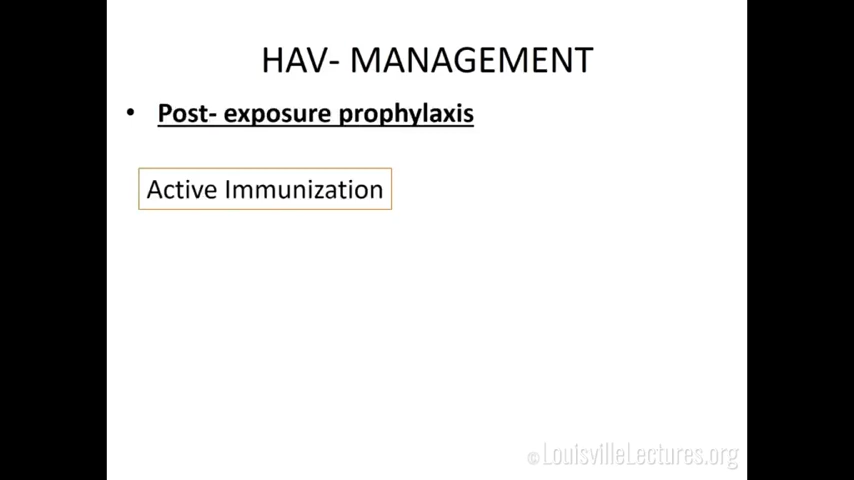 HAV- MANAGEMENT
• Post- exposure prophylaxis
Active Immunization
©LouisvilleLectures.org